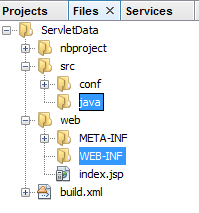 Projects Files × Services
ServletData
nbproject
src
conf
java
web
META-INF
WEB-INF
index.jsp
build.xml